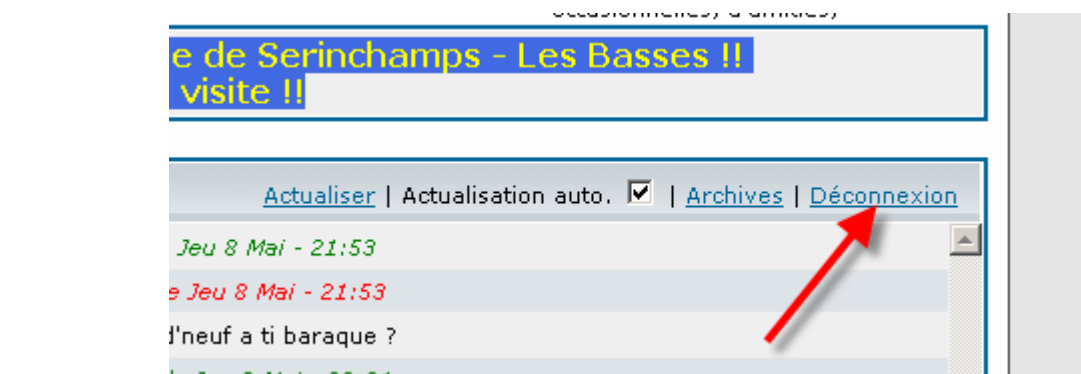 e de Serinchamps - Les Basses !!
visite !!
Actualiser | Actualisation auto. | Archives | Déconnexion
Jeu 8 Mai - 21:53
e Jeu 8 Mai - 21:53
d'neuf a ti baraque ?